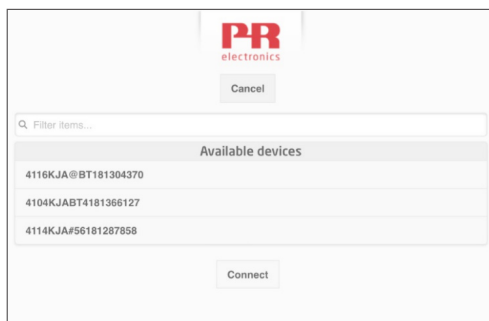 PR
electronics
Cancel
Filter items...
Available devices
4116KJA@BT181304370
4104KJABT4181366127
4114KJA#56181287858
Connect